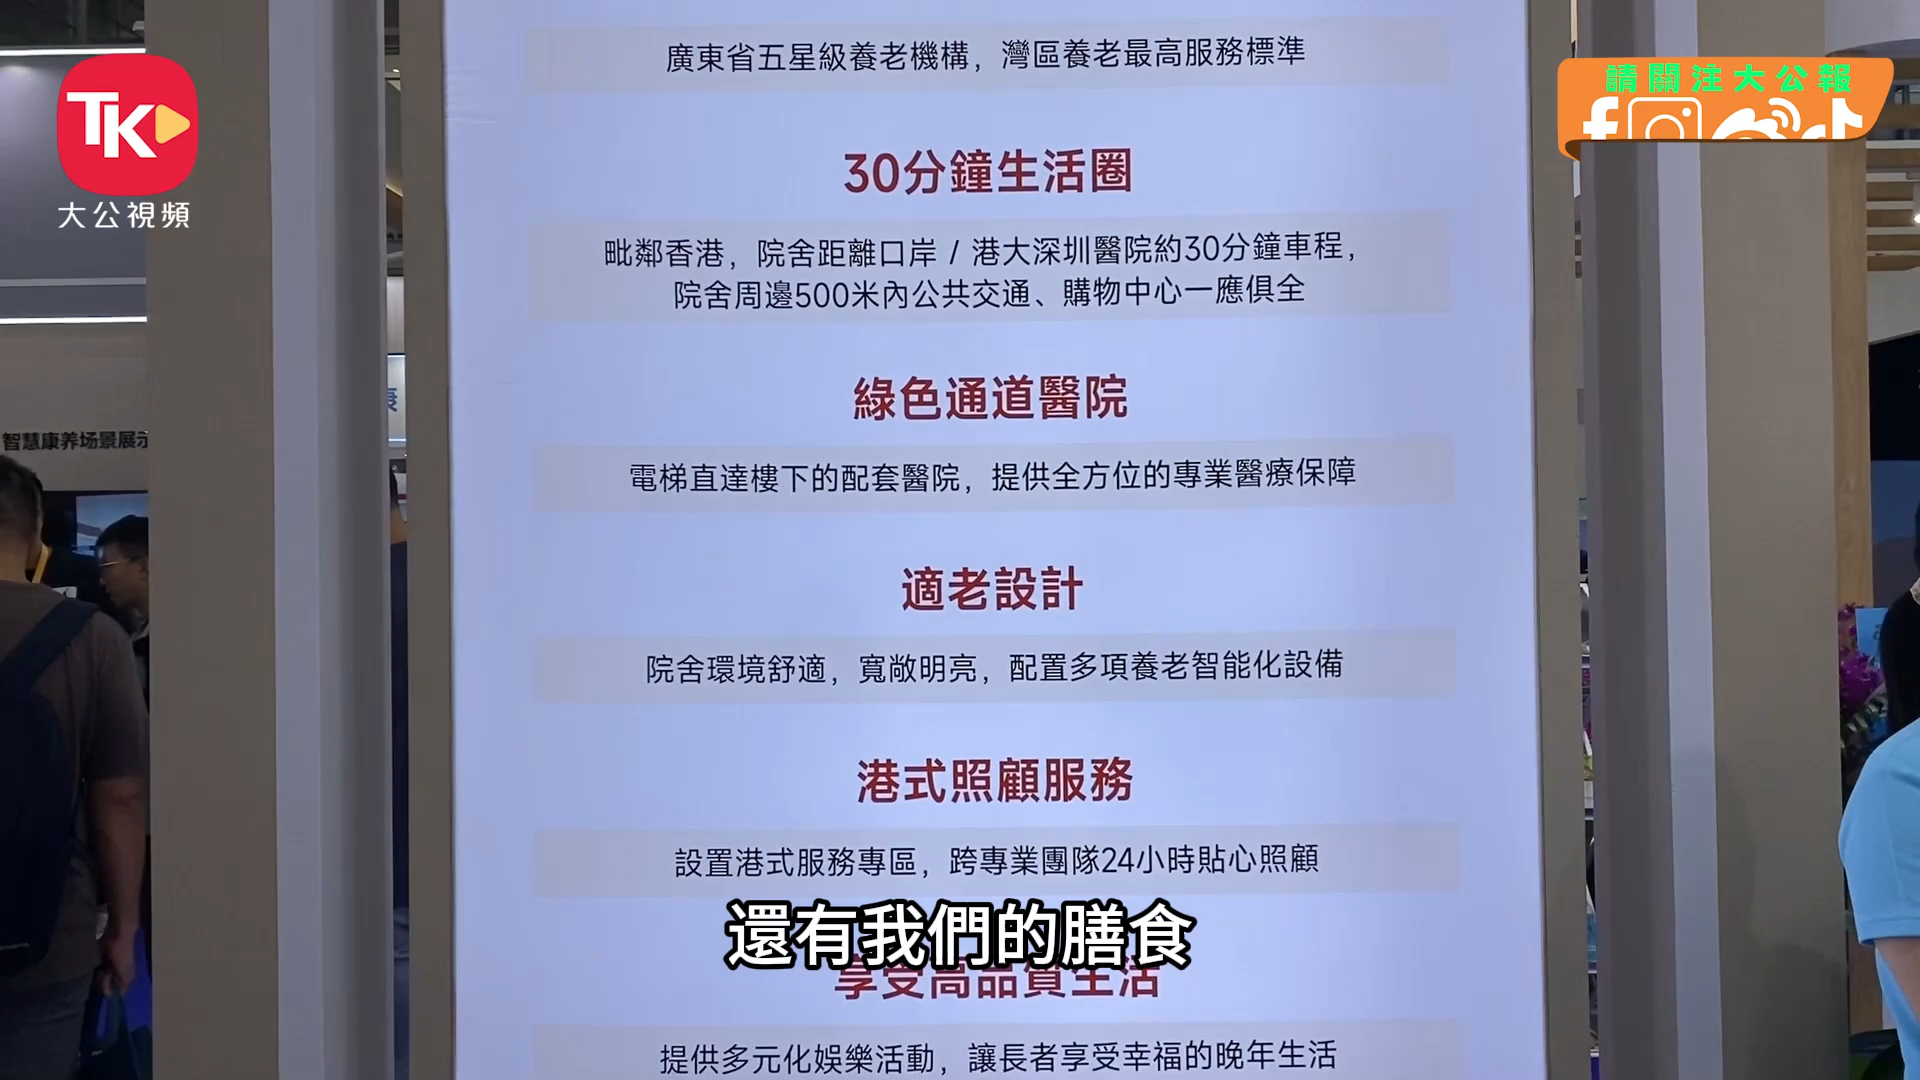 廣東省五星級養老機構，灣區養老最高服務標準
請關注大公報
TK
大公視頻
30分鐘生活圈
毗鄰香港，院舍距離口岸 / 港大深圳醫院約30分鐘車程，
院舍周邊500米內公共交通、購物中心一應俱全
綠色通道醫院
智慧康养场景展示
電梯直達樓下的配套醫院，提供全方位的專業醫療保障
適老設計
院舍環境舒適，寬敞明亮，配置多項養老智能化設備
港式照顧服務
設置港式服務專區，跨專業團隊24小時貼心照顧
還有我們的膳食
享受高品質生活
提供多元化娛樂活動，讓長者享受幸福的晚年生活